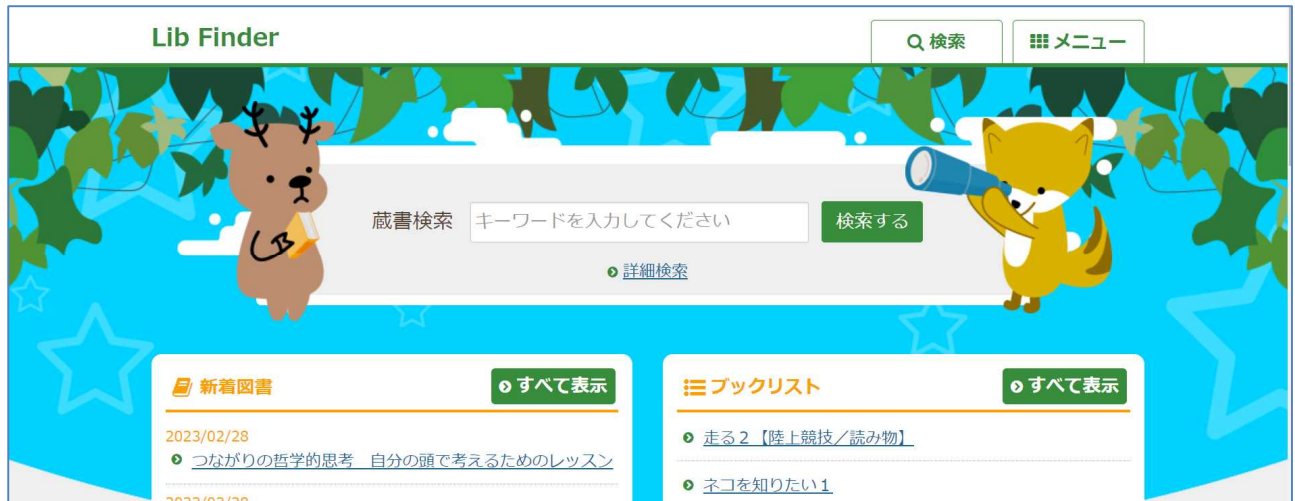 Lib Finder
検索
メニュー
蔵書検索 キーワードを入力してください 検索する
詳細検索
新着図書 すべて表示
2023/02/28
つながりの哲学的思考 自分の頭で考えるためのレッスン
2023/02/28
ブックリスト すべて表示
走る２【陸上競技／読み物】
ネコを知りたい１